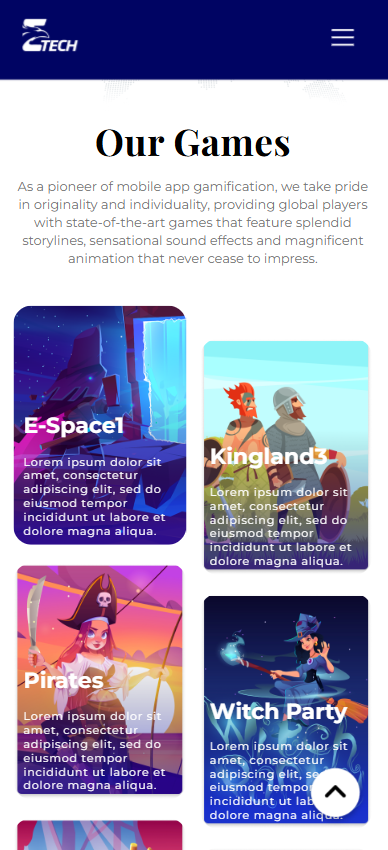 ETECH
Our Games
As a pioneer of mobile app gamification, we take pride
in originality and individuality, providing global players
with state-of-the-art games that feature splendid
storylines, sensational sound effects and magnificent
animation that never cease to impress.
E-Space1
Lorem ipsum dolor sit
amet, consectetur
adipiscing elit, sed do
eiusmod tempor
incididunt ut labore et
dolore magna aliqua.
Kingland3
Lorem ipsum dolor sit
amet, consectetur
adipiscing elit, sed do
eiusmod tempor
incididunt ut labore et
dolore magna aliqua.
Pirates
Lorem ipsum dolor sit
amet, consectetur
adipiscing elit, sed do
eiusmod tempor
incididunt ut labore et
dolore magna aliqua.
Witch Party
Lorem ipsum dolor sit
amet, consectetur
adipiscing elit, se
eiusmod tempor
incididunt ut lab
dolore magna aliqua.